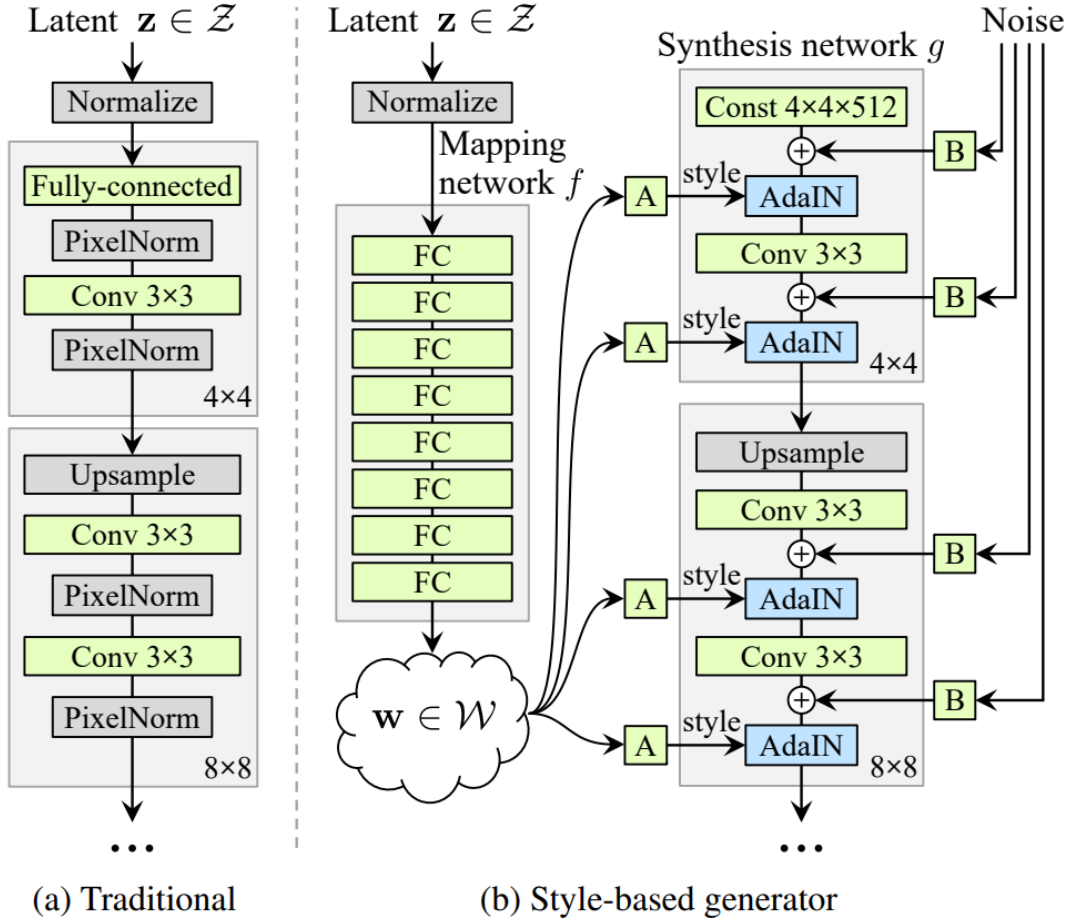 Latent z ∈ 𝒵
Normalize
Fully-connected
PixelNorm
Conv 3×3
PixelNorm
4×4
Upsample
Conv 3×3
PixelNorm
Conv 3×3
PixelNorm
8×8
...
(a) Traditional
Latent z ∈ 𝒵
Normalize
Mapping
network f
FC
FC
FC
FC
FC
FC
FC
FC
w ∈ 𝒲
A
style
A
style
A
style
A
style
Synthesis network g
Const 4×4×512
+
AdaIN
Conv 3×3
+
AdaIN
4×4
Upsample
Conv 3×3
+
AdaIN
Conv 3×3
+
AdaIN
8×8
...
Noise
B
B
B
B
(b) Style-based generator